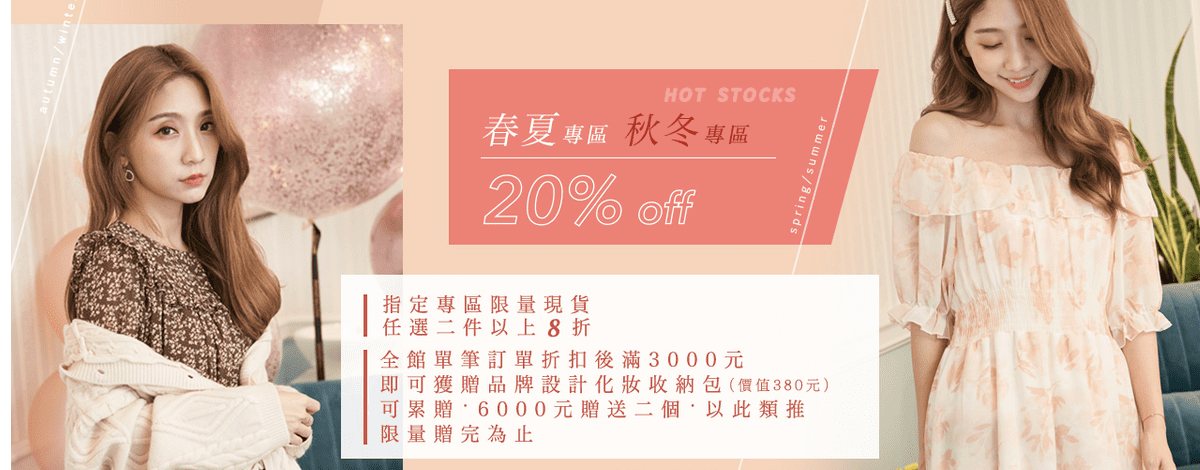 autumn/winte
HOT STOCKS
春夏專區 秋冬專區
20% off
spring/summer
指定專區限量現貨
任選二件以上8折
全館單筆訂單折扣後滿3000元
即可獲贈品牌設計化妝收納包(價值380元)
可累贈，6000元贈送二個，以此類推
限量贈完為止